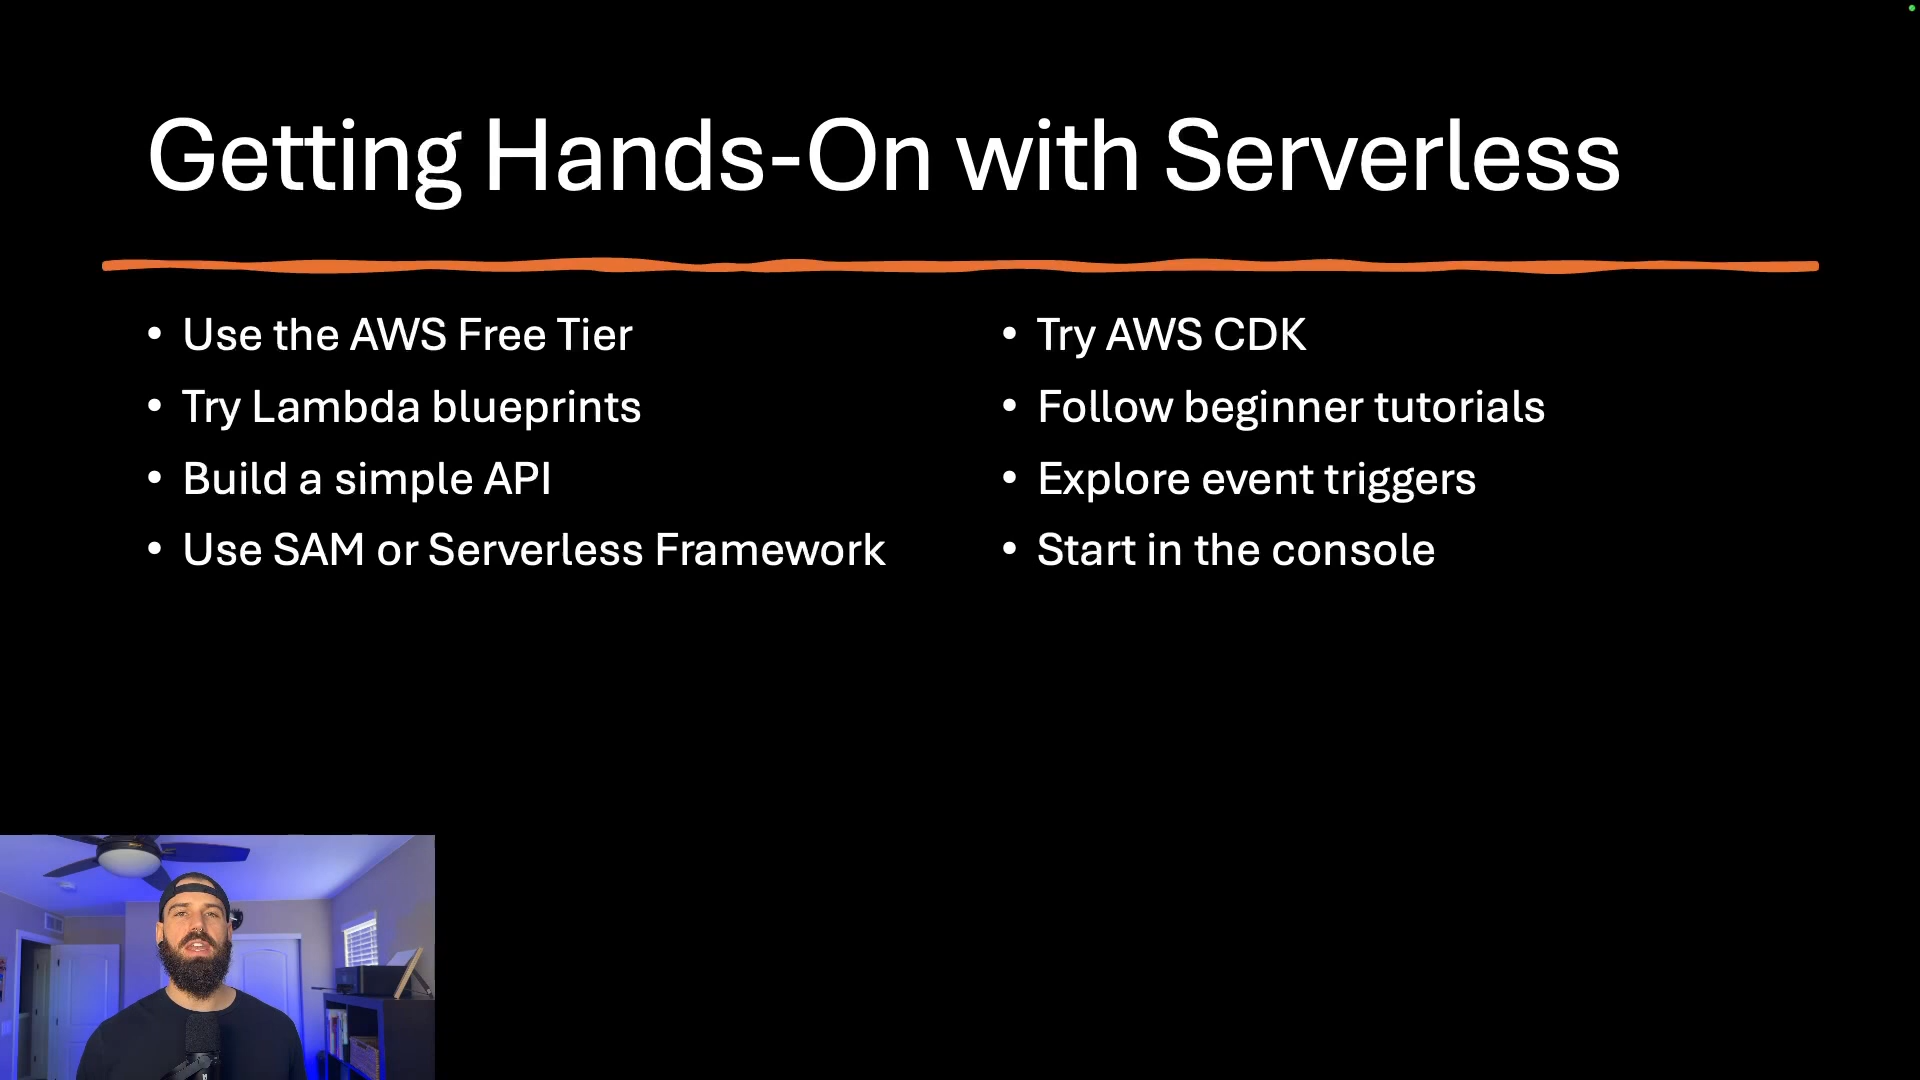 Getting Hands-On with Serverless
• Use the AWS Free Tier
• Try Lambda blueprints
• Build a simple API
• Use SAM or Serverless Framework
• Try AWS CDK
• Follow beginner tutorials
• Explore event triggers
• Start in the console